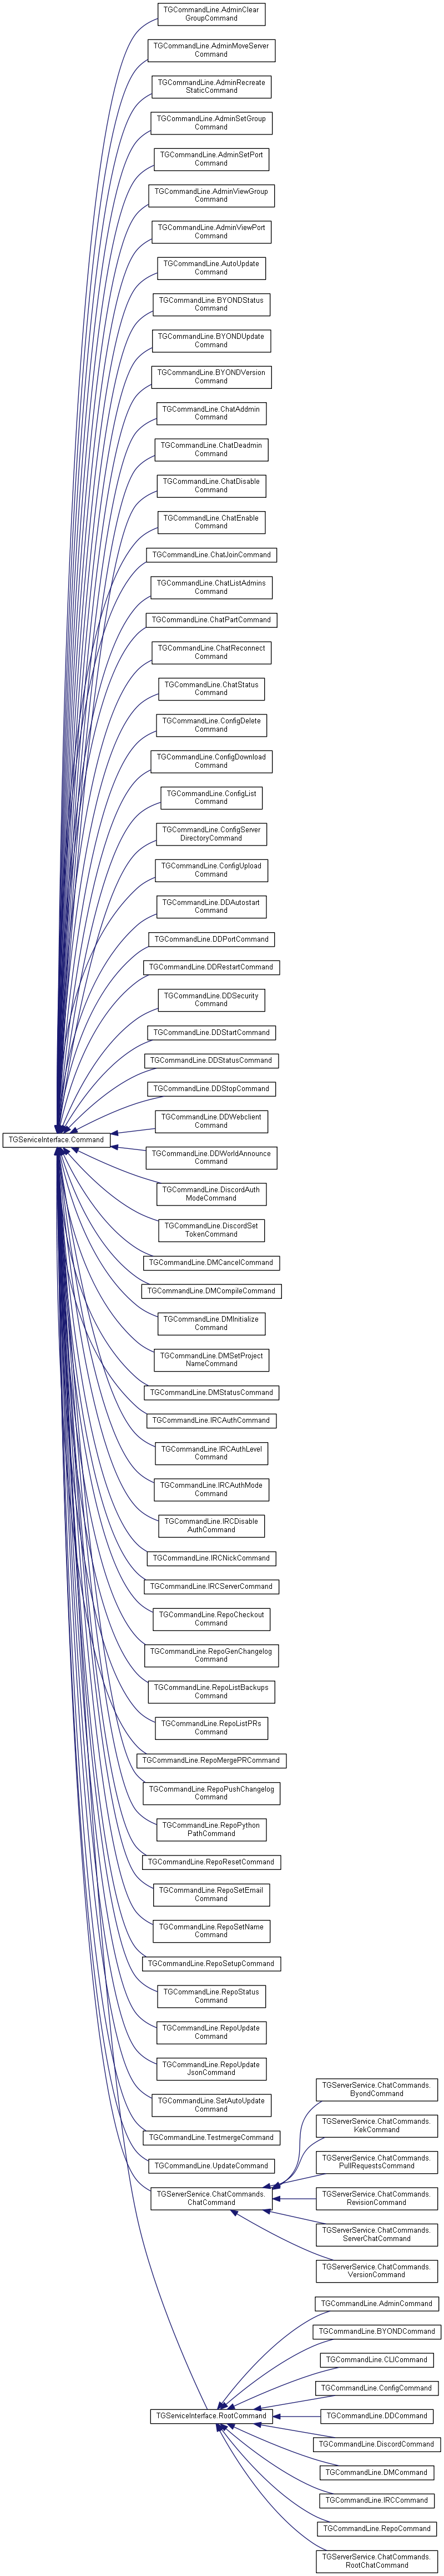 TGCommandLine.AdminClear
GroupCommand
TGCommandLine.AdminMoveServer
Command
TGCommandLine.AdminRecreate
StaticCommand
TGCommandLine.AdminSetGroup
Command
TGCommandLine.AdminSetPort
Command
TGCommandLine.AdminViewGroup
Command
TGCommandLine.AdminViewPort
Command
TGCommandLine.AutoUpdate
Command
TGCommandLine.BYONDStatus
Command
TGCommandLine.BYONDUpdate
Command
TGCommandLine.BYONDVersion
Command
TGCommandLine.ChatAddmin
Command
TGCommandLine.ChatDeadmin
Command
TGCommandLine.ChatDisable
Command
TGCommandLine.ChatEnable
Command
TGCommandLine.ChatJoinCommand
TGCommandLine.ChatListAdmins
Command
TGCommandLine.ChatPartCommand
TGCommandLine.ChatReconnect
Command
TGCommandLine.ChatStatus
Command
TGCommandLine.ConfigDelete
Command
TGCommandLine.ConfigDownload
Command
TGCommandLine.ConfigList
Command
TGCommandLine.ConfigServer
DirectoryCommand
TGCommandLine.ConfigUpload
Command
TGCommandLine.DDAutostart
Command
TGCommandLine.DDPortCommand
TGCommandLine.DDRestartCommand
TGCommandLine.DDSecurity
Command
TGCommandLine.DDStartCommand
TGCommandLine.DDStatusCommand
TGCommandLine.DDStopCommand
TGCommandLine.DDWebclient
Command
TGServiceInterface.Command
TGCommandLine.DDWorldAnnounce
Command
TGCommandLine.DiscordAuth
ModeCommand
TGCommandLine.DiscordSet
TokenCommand
TGCommandLine.DMCancelCommand
TGCommandLine.DMCompileCommand
TGCommandLine.DMInitialize
Command
TGCommandLine.DMSetProject
NameCommand
TGCommandLine.DMStatusCommand
TGCommandLine.IRCAuthCommand
TGCommandLine.IRCAuthLevel
Command
TGCommandLine.IRCAuthMode
Command
TGCommandLine.IRCDisable
AuthCommand
TGCommandLine.IRCNickCommand
TGCommandLine.IRCServerCommand
TGCommandLine.RepoCheckout
Command
TGCommandLine.RepoGenChangelog
Command
TGCommandLine.RepoListBackups
Command
TGCommandLine.RepoListPRs
Command
TGCommandLine.RepoMergePRCommand
TGCommandLine.RepoPushChangelog
Command
TGCommandLine.RepoPython
PathCommand
TGCommandLine.RepoResetCommand
TGCommandLine.RepoSetEmail
Command
TGCommandLine.RepoSetName
Command
TGCommandLine.RepoSetupCommand
TGCommandLine.RepoStatus
Command
TGCommandLine.RepoUpdate
Command
TGCommandLine.RepoUpdate
JsonCommand
TGCommandLine.SetAutoUpdate
Command
TGCommandLine.TestmergeCommand
TGCommandLine.UpdateCommand
TGServerService.ChatCommands.
ChatCommand
TGServerService.ChatCommands.
ByondCommand
TGServerService.ChatCommands.
KekCommand
TGServerService.ChatCommands.
PullRequestsCommand
TGServerService.ChatCommands.
RevisionCommand
TGServerService.ChatCommands.
ServerChatCommand
TGServerService.ChatCommands.
VersionCommand
TGServiceInterface.RootCommand
TGCommandLine.AdminCommand
TGCommandLine.BYONDCommand
TGCommandLine.CLICommand
TGCommandLine.ConfigCommand
TGCommandLine.DDCommand
TGCommandLine.DiscordCommand
TGCommandLine.DMCommand
TGCommandLine.IRCCommand
TGCommandLine.RepoCommand
TGServerService.ChatCommands.
RootChatCommand